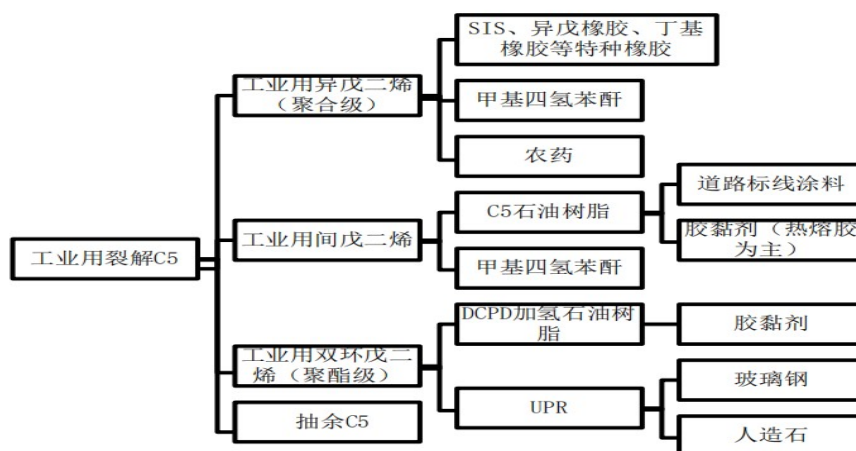 SIS、异戊橡胶、丁基
橡胶等特种橡胶
工业用异戊二烯
（聚合级）
甲基四氢苯酐
农药
道路标线涂料
C5石油树脂
胶黏剂（热熔胶
为主）
工业用间戊二烯
工业用裂解C5
甲基四氢苯酐
DCPD加氢石油树
脂
胶黏剂
工业用双环戊二
烯（聚酯级）
玻璃钢
UPR
抽余C5
人造石